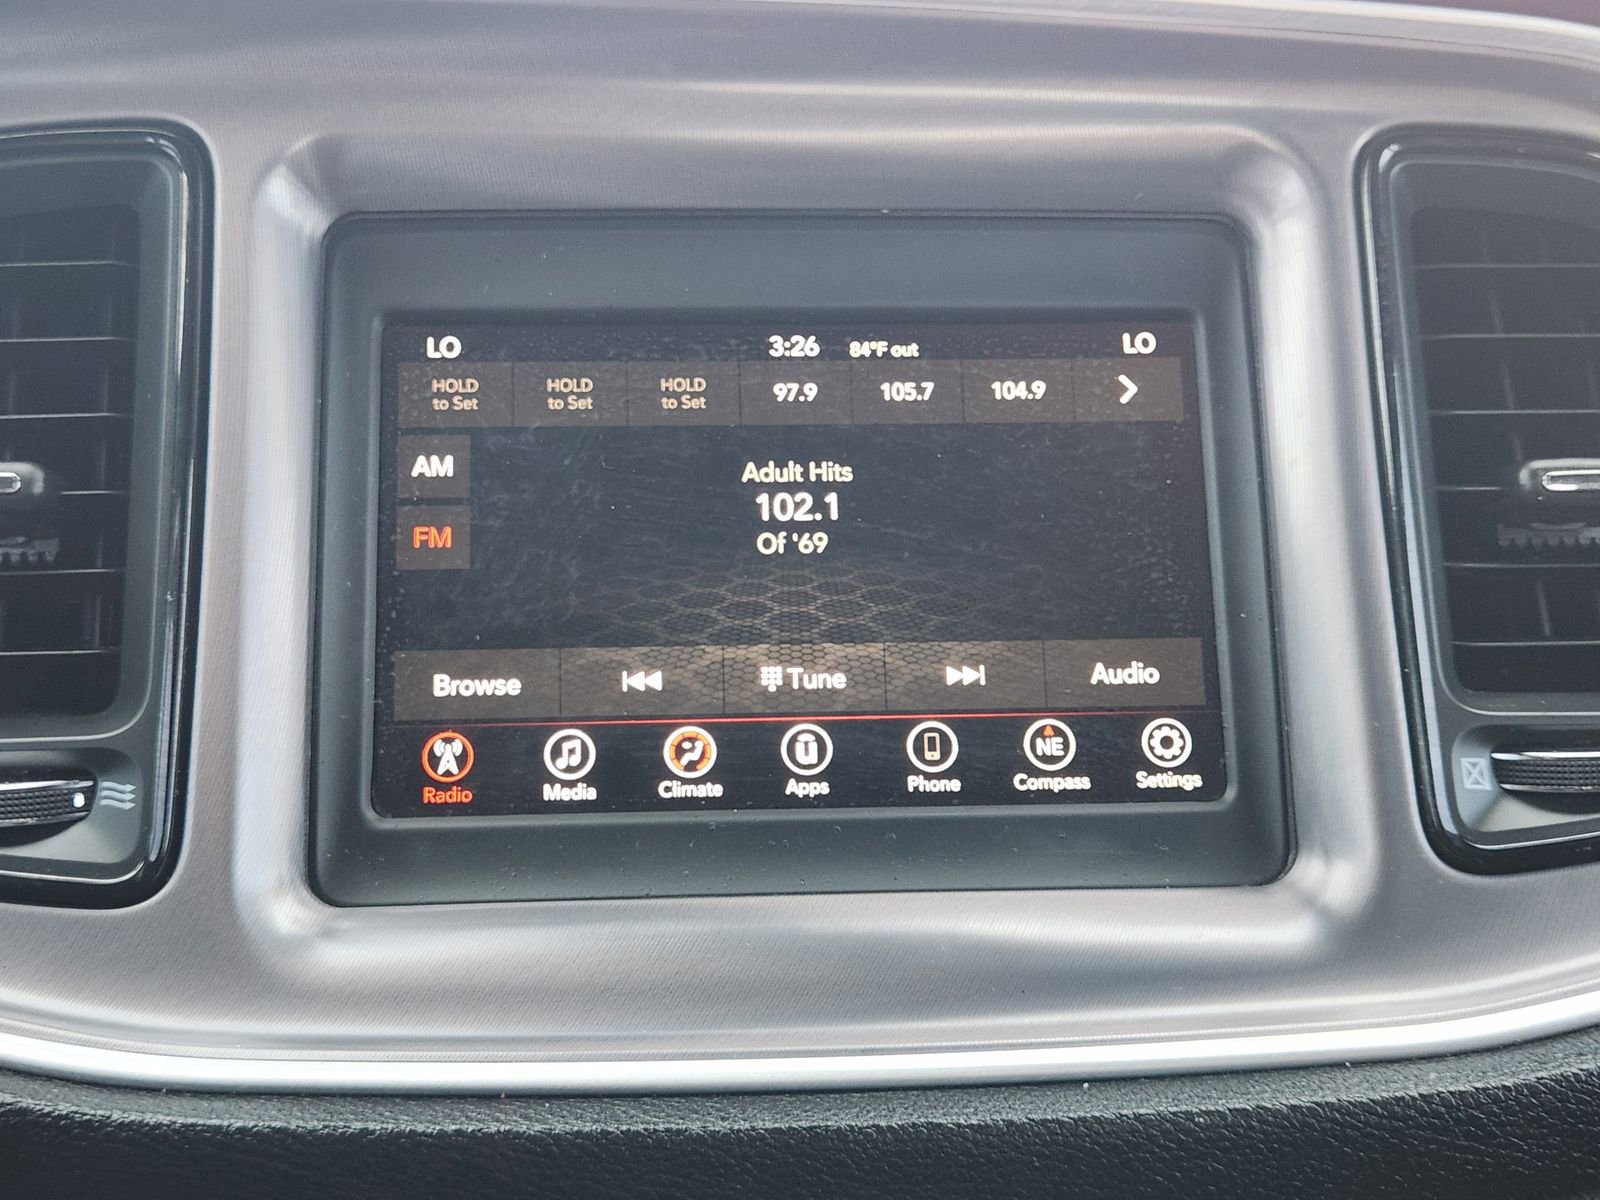 LO 3:26 84°F out LO
HOLD to Set HOLD to Set HOLD to Set 97.9 105.7 104.9
AM
FM
Adult Hits
102.1
Of '69
Browse Tune Audio
NE
Radio Media Climate Apps Phone Compass Settings